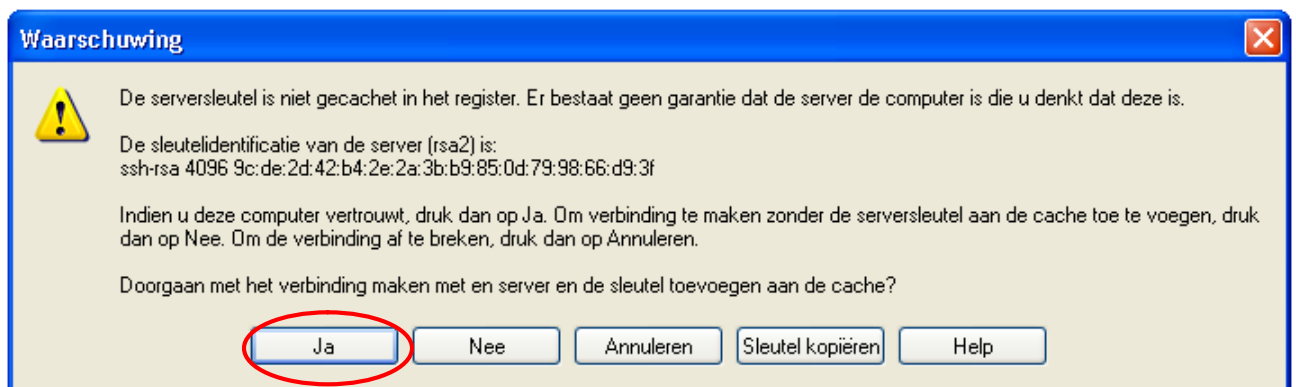 Waarschuwing
De serversleutel is niet gecachet in het register. Er bestaat geen garantie dat de server de computer is die u denkt dat deze is.
De sleutelidentificatie van de server (rsa2) is:
ssh-rsa 4096 9c:de:2d:42:b4:2e:2a:3b:b9:85:0d:79:98:66:d9:3f
Indien u deze computer vertrouwt, druk dan op Ja. Om verbinding te maken zonder de serversleutel aan de cache toe te voegen, druk
dan op Nee. Om de verbinding af te breken, druk dan op Annuleren.
Doorgaan met het verbinding maken met en server en de sleutel toevoegen aan de cache?
Ja Nee Annuleren Sleutel kopiëren Help